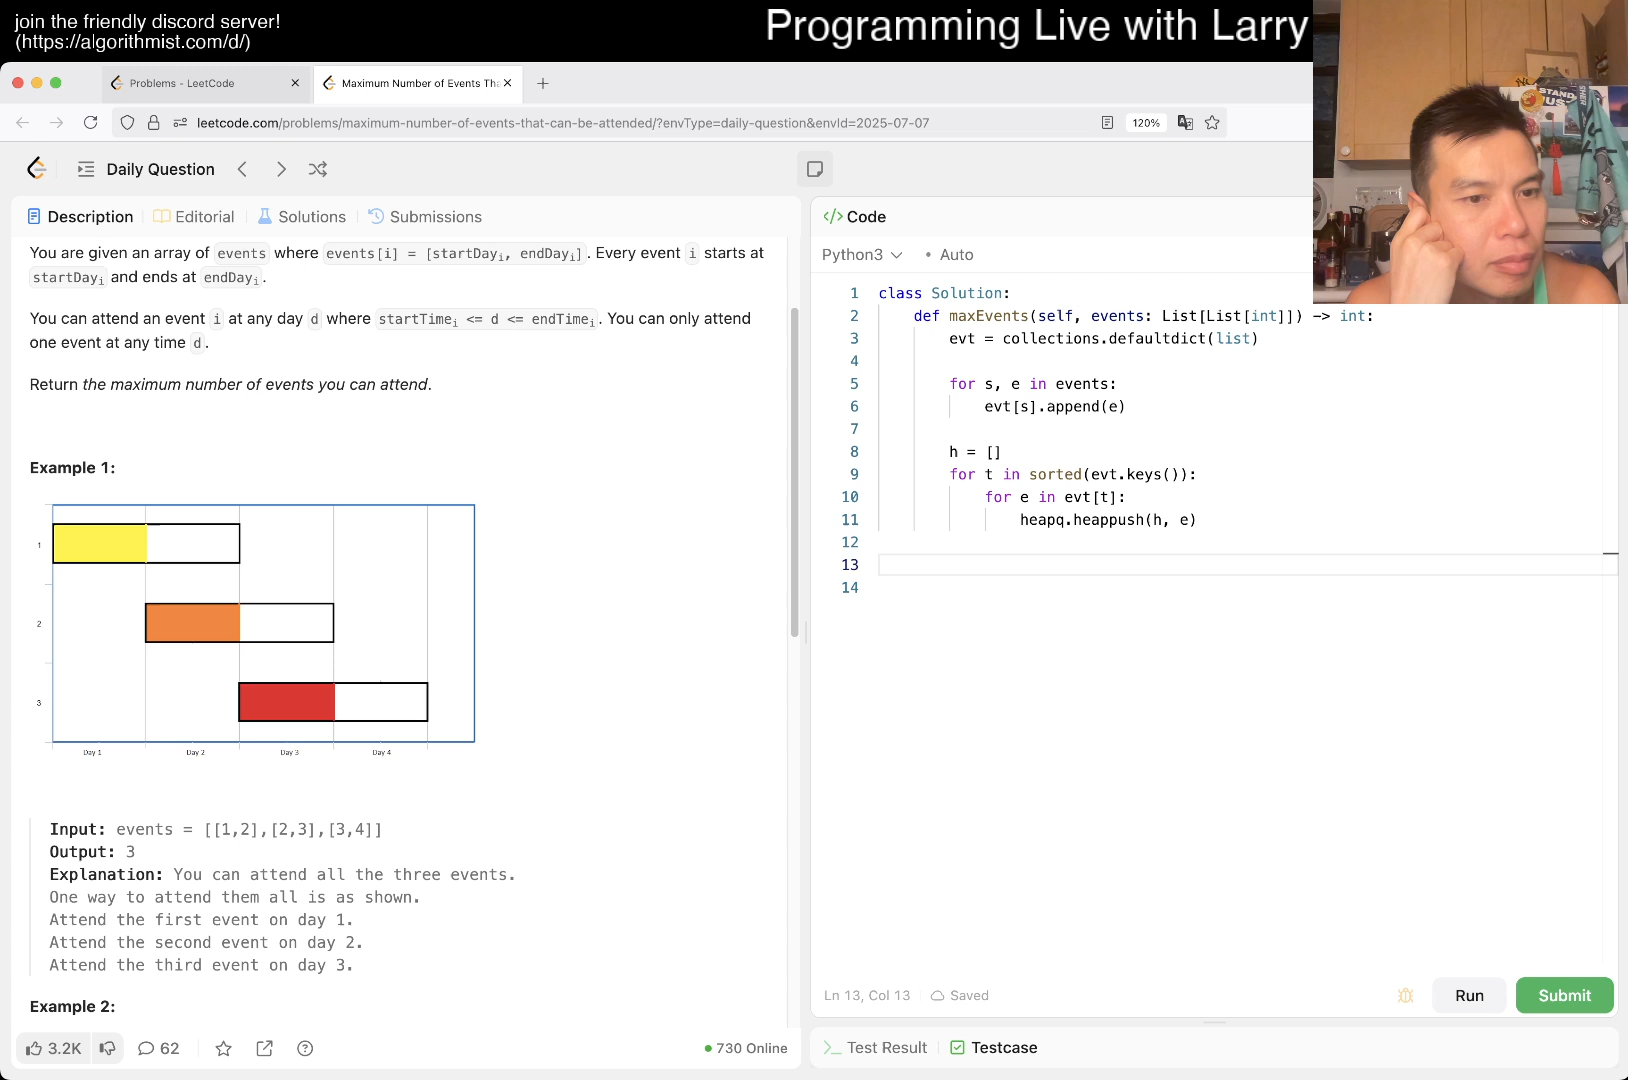 join the friendly discord server!
(https://algorithmist.com/d/)
Programming Live with Larry
Problems - LeetCode
Maximum Number of Events Tha
leetcode.com/problems/maximum-number-of-events-that-can-be-attended/?envType=daily-question&envId=2025-07-07
120%
Daily Question
Description
Editorial
Solutions
Submissions
You are given an array of events where events[i] = [startDayi, endDayi]. Every event i starts at
startDayi and ends at endDayi.
You can attend an event i at any day d where startTimei <= d <= endTimei. You can only attend
one event at any time d.
Return the maximum number of events you can attend.
Example 1:
1
2
3
Day 1 Day 2 Day 3 Day 4
Input: events = [[1,2],[2,3],[3,4]]
Output: 3
Explanation: You can attend all the three events.
One way to attend them all is as shown.
Attend the first event on day 1.
Attend the second event on day 2.
Attend the third event on day 3.
Example 2:
3.2K
62
730 Online
</> Code
Python3 • Auto
1 class Solution:
2 def maxEvents(self, events: List[List[int]]) -> int:
3 evt = collections.defaultdict(list)
4
5 for s, e in events:
6 evt[s].append(e)
7
8 h = []
9 for t in sorted(evt.keys()):
10 for e in evt[t]:
11 heapq.heappush(h, e)
12
13
14
Ln 13, Col 13
Saved
Run
Submit
Test Result
Testcase
STAND